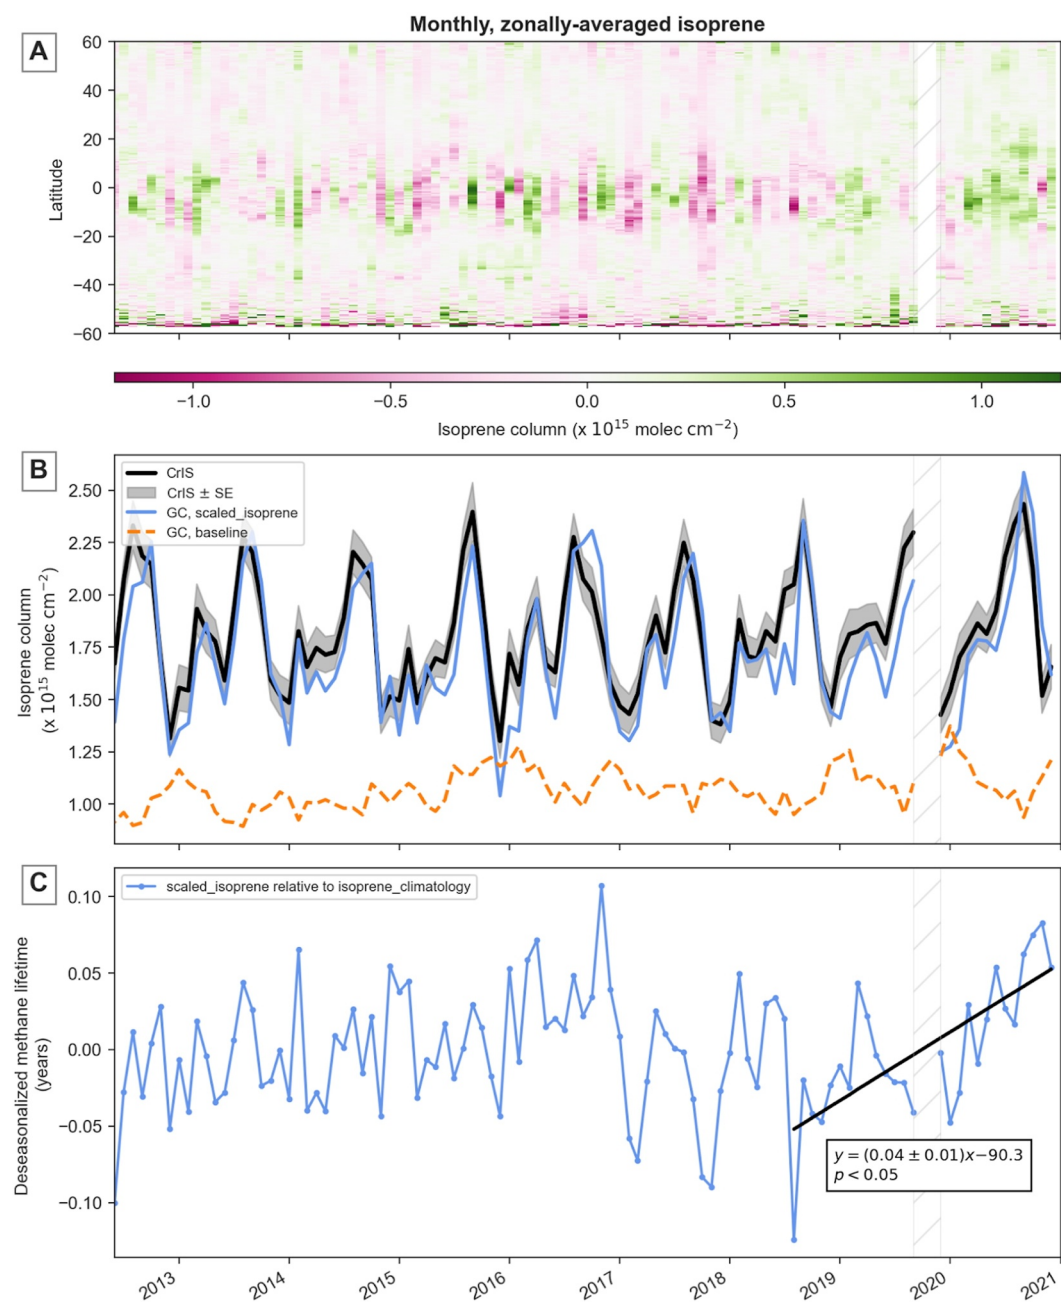 Monthly, zonally-averaged isoprene
A
60
40
20
0
−20
−40
−60
Latitude
−1.0 −0.5 0.0 0.5 1.0
Isoprene column (x 10¹⁵ molec cm⁻²)
B
CrIS
CrIS ± SE
GC, scaled_isoprene
GC, baseline
2.50
2.25
2.00
1.75
1.50
1.25
1.00
Isoprene column
(x 10¹⁵ molec cm⁻²)
C
scaled_isoprene relative to isoprene_climatology
0.10
0.05
0.00
−0.05
−0.10
Deseasonalized methane lifetime
(years)
y = (0.04 ± 0.01)x−90.3
p < 0.05
2013 2014 2015 2016 2017 2018 2019 2020 2021